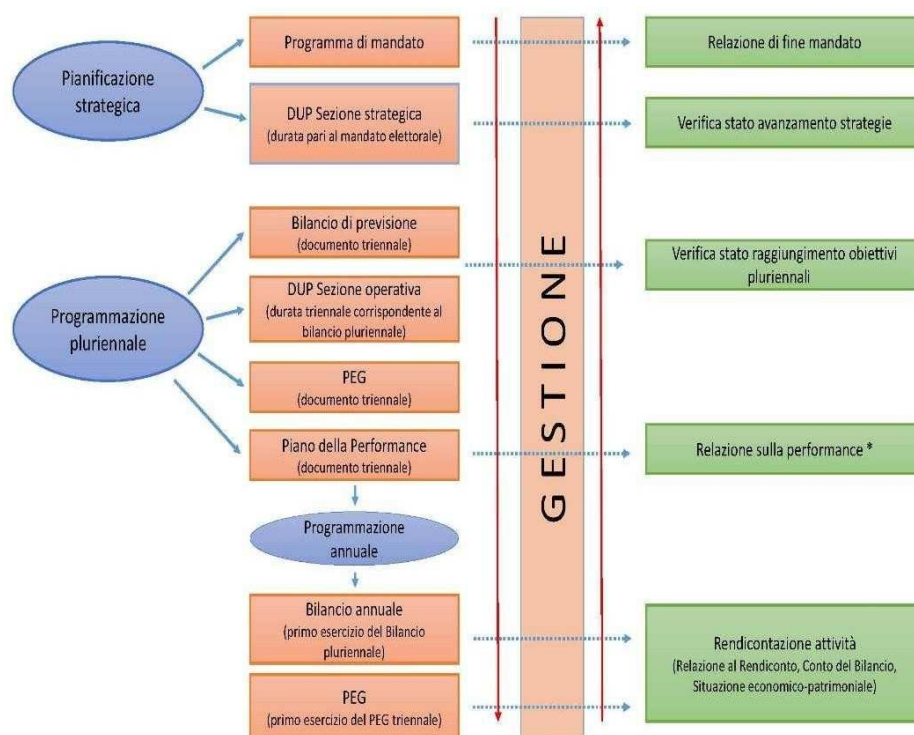 Pianificazione
strategica
Programma di mandato
Relazione di fine mandato
DUP Sezione strategica
(durata pari al mandato elettorale)
Verifica stato avanzamento strategie
Programmazione
pluriennale
Bilancio di previsione
(documento triennale)
DUP Sezione operativa
(durata triennale corrispondente al
bilancio pluriennale)
Verifica stato raggiungimento obiettivi
pluriennali
PEG
(documento triennale)
Piano della Performance
(documento triennale)
Relazione sulla performance *
GESTIONE
Programmazione
annuale
Bilancio annuale
(primo esercizio del Bilancio
pluriennale)
PEG
(primo esercizio del PEG triennale)
Rendicontazione attività
(Relazione al Rendiconto, Conto del Bilancio,
Situazione economico-patrimoniale)